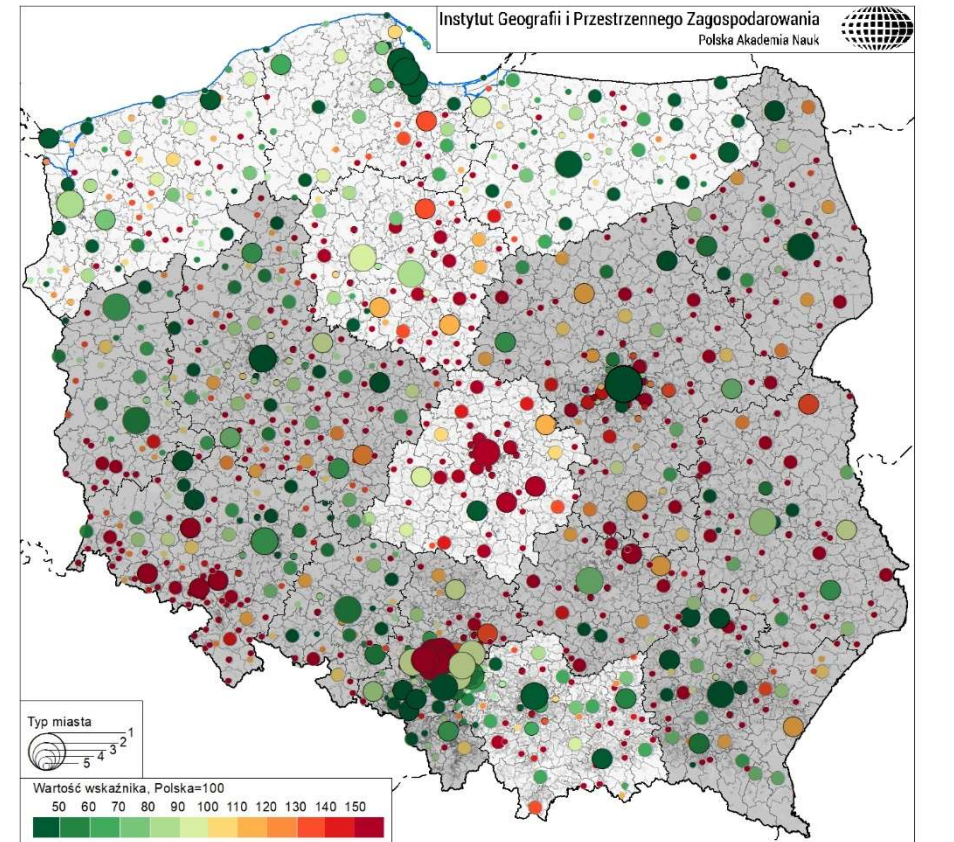 Instytut Geografii i Przestrzennego Zagospodarowania
Polska Akademia Nauk
Typ miasta
1
2
3
4
5
Wartość wskaźnika, Polska=100
50 60 70 80 90 100 110 120 130 140 150